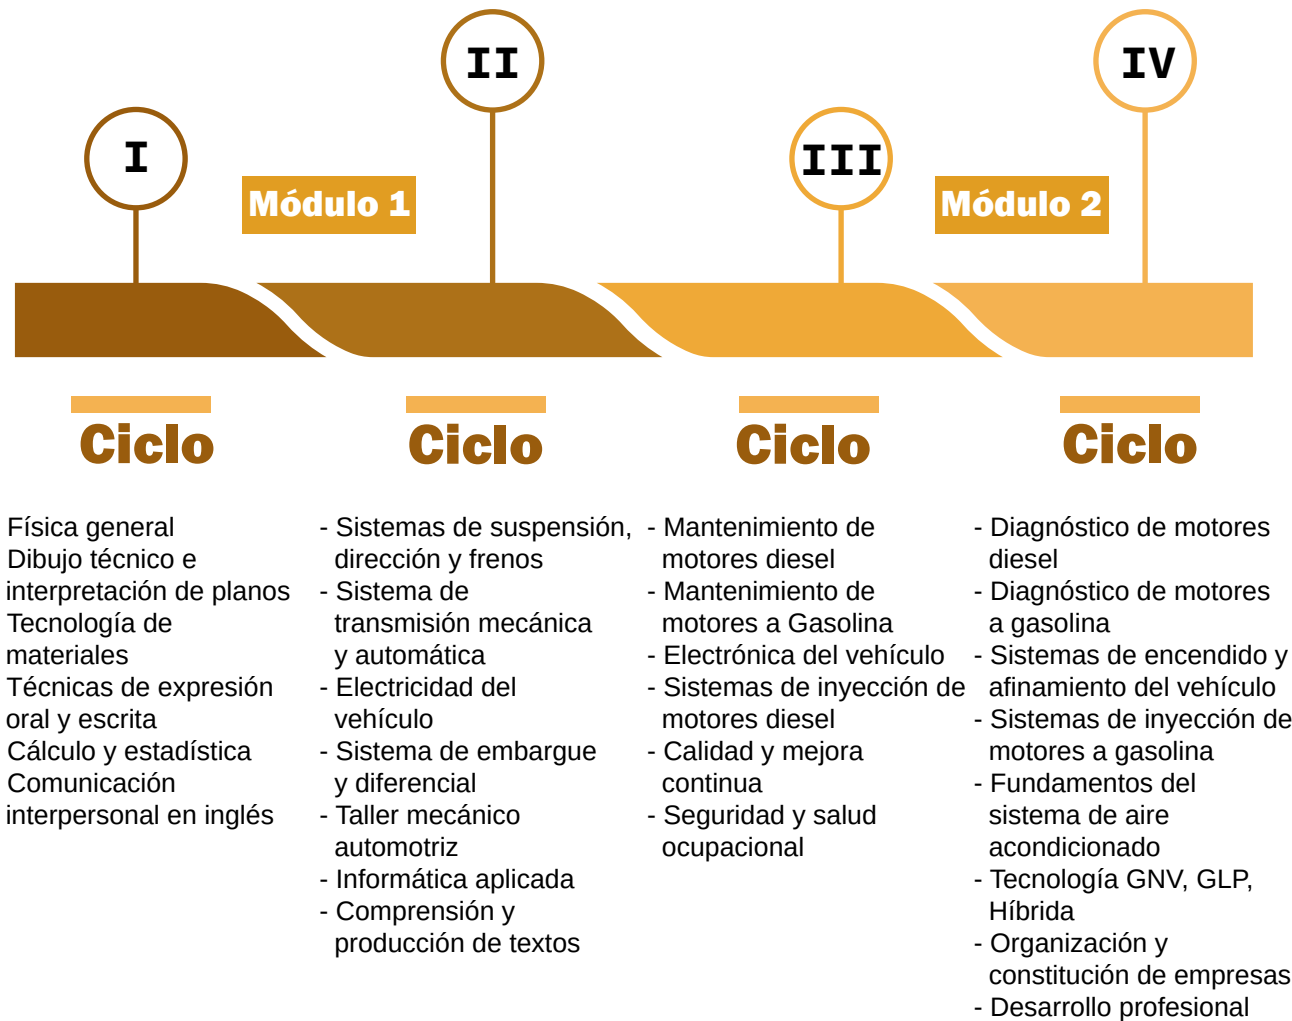 I
II
III
IV
Módulo 1
Módulo 2
Ciclo
Física general
Dibujo técnico e
interpretación de planos
Tecnología de
materiales
Técnicas de expresión
oral y escrita
Cálculo y estadística
Comunicación
interpersonal en inglés
Ciclo
- Sistemas de suspensión,
dirección y frenos
- Sistema de
transmisión mecánica
y automática
- Electricidad del
vehículo
- Sistema de embargue
y diferencial
- Taller mecánico
automotriz
- Informática aplicada
- Comprensión y
producción de textos
Ciclo
- Mantenimiento de
motores diesel
- Mantenimiento de
motores a Gasolina
- Electrónica del vehículo
- Sistemas de inyección de
motores diesel
- Calidad y mejora
continua
- Seguridad y salud
ocupacional
Ciclo
- Diagnóstico de motores
diesel
- Diagnóstico de motores
a gasolina
- Sistemas de encendido y
afinamiento del vehículo
- Sistemas de inyección de
motores a gasolina
- Fundamentos del
sistema de aire
acondicionado
- Tecnología GNV, GLP,
Híbrida
- Organización y
constitución de empresas
- Desarrollo profesional